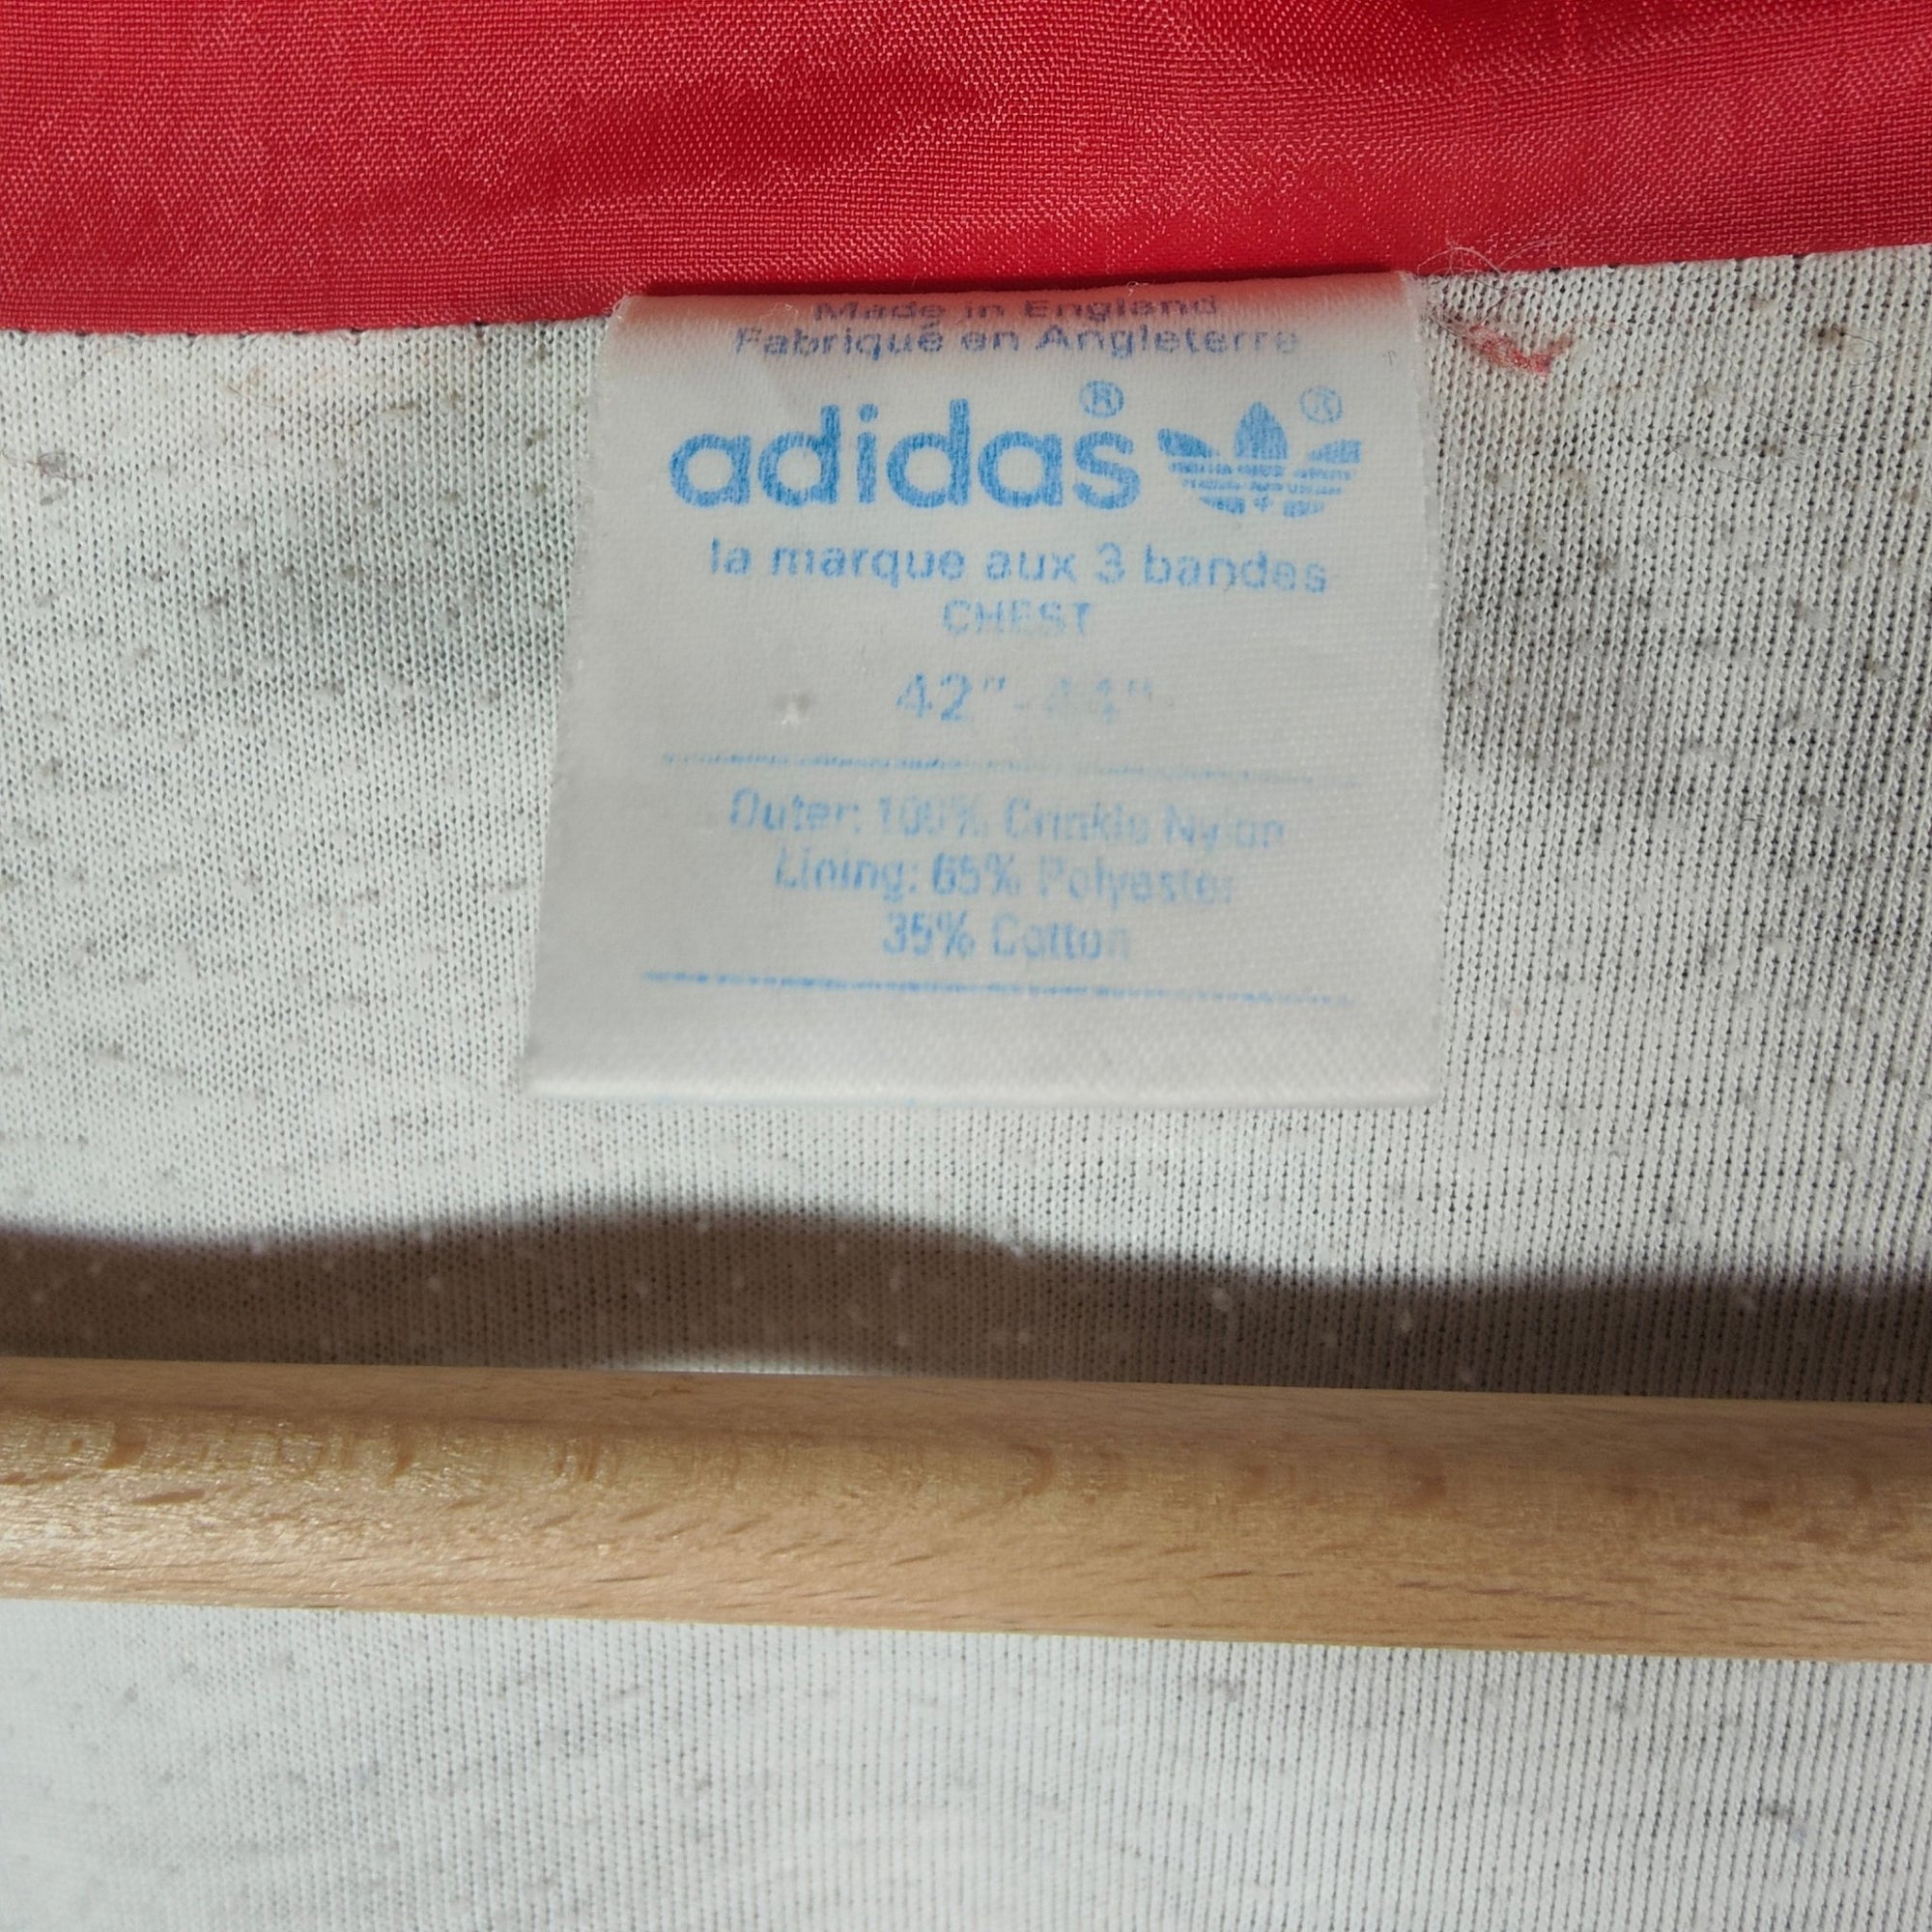 Made in England
Fabriqué en Angleterre
adidas® ®
la marque aux 3 bandes
CHEST
42"-44"
Outer: 100% Crinkle Nylon
Lining: 65% Polyester
35% Cotton